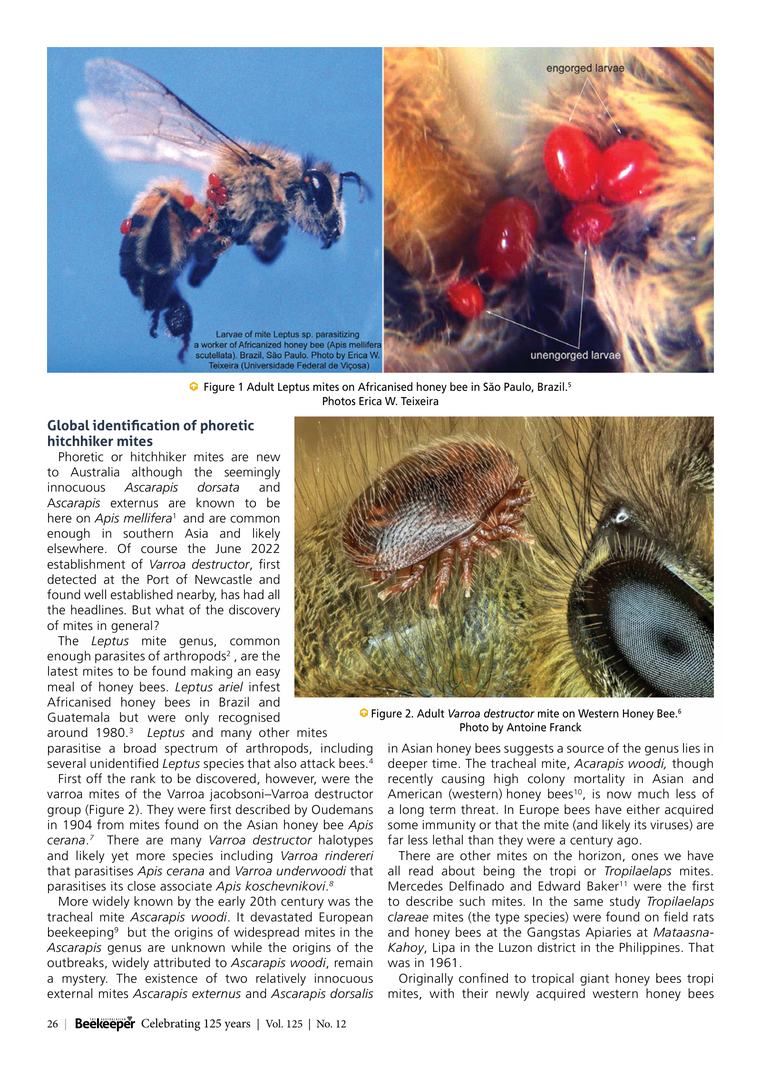 engorged larvae
unengorged larvae
Larvae of mite Leptus sp. parasitizing
a worker of Africanized honey bee (Apis mellifera
scutellata). Brazil, São Paulo. Photo by Erica W.
Teixeira (Universidade Federal de Viçosa)
Figure 1 Adult Leptus mites on Africanised honey bee in São Paulo, Brazil.⁵
Photos Erica W. Teixeira
Global identification of phoretic
hitchhiker mites
Phoretic or hitchhiker mites are new
to Australia although the seemingly
innocuous Ascarapis dorsata and
Ascarapis externus are known to be
here on Apis mellifera¹ and are common
enough in southern Asia and likely
elsewhere. Of course the June 2022
establishment of Varroa destructor, first
detected at the Port of Newcastle and
found well established nearby, has had all
the headlines. But what of the discovery
of mites in general?
The Leptus mite genus, common
enough parasites of arthropods² , are the
latest mites to be found making an easy
meal of honey bees. Leptus ariel infest
Africanised honey bees in Brazil and
Guatemala but were only recognised
around 1980.³ Leptus and many other mites
parasitise a broad spectrum of arthropods, including
several unidentified Leptus species that also attack bees.⁴
First off the rank to be discovered, however, were the
varroa mites of the Varroa jacobsoni–Varroa destructor
group (Figure 2). They were first described by Oudemans
in 1904 from mites found on the Asian honey bee Apis
cerana.⁷ There are many Varroa destructor halotypes
and likely yet more species including Varroa rindereri
that parasitises Apis cerana and Varroa underwoodi that
parasitises its close associate Apis koschevnikovi.⁸
More widely known by the early 20th century was the
tracheal mite Ascarapis woodi. It devastated European
beekeeping⁹ but the origins of widespread mites in the
Ascarapis genus are unknown while the origins of the
outbreaks, widely attributed to Ascarapis woodi, remain
a mystery. The existence of two relatively innocuous
external mites Ascarapis externus and Ascarapis dorsalis
Figure 2. Adult Varroa destructor mite on Western Honey Bee.⁶
Photo by Antoine Franck
in Asian honey bees suggests a source of the genus lies in
deeper time. The tracheal mite, Acarapis woodi, though
recently causing high colony mortality in Asian and
American (western) honey bees¹⁰, is now much less of
a long term threat. In Europe bees have either acquired
some immunity or that the mite (and likely its viruses) are
far less lethal than they were a century ago.
There are other mites on the horizon, ones we have
all read about being the tropi or Tropilaelaps mites.
Mercedes Delfinado and Edward Baker¹¹ were the first
to describe such mites. In the same study Tropilaelaps
clareae mites (the type species) were found on field rats
and honey bees at the Gangstas Apiaries at Mataasna-
Kahoy, Lipa in the Luzon district in the Philippines. That
was in 1961.
Originally confined to tropical giant honey bees tropi
mites, with their newly acquired western honey bees
26 | Beekeeper Celebrating 125 years | Vol. 125 | No. 12